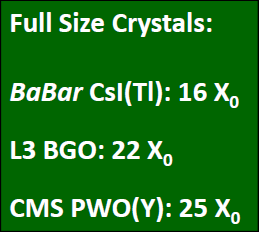 Full Size Crystals:
BaBar CsI(Tl): 16 X₀
L3 BGO: 22 X₀
CMS PWO(Y): 25 X₀